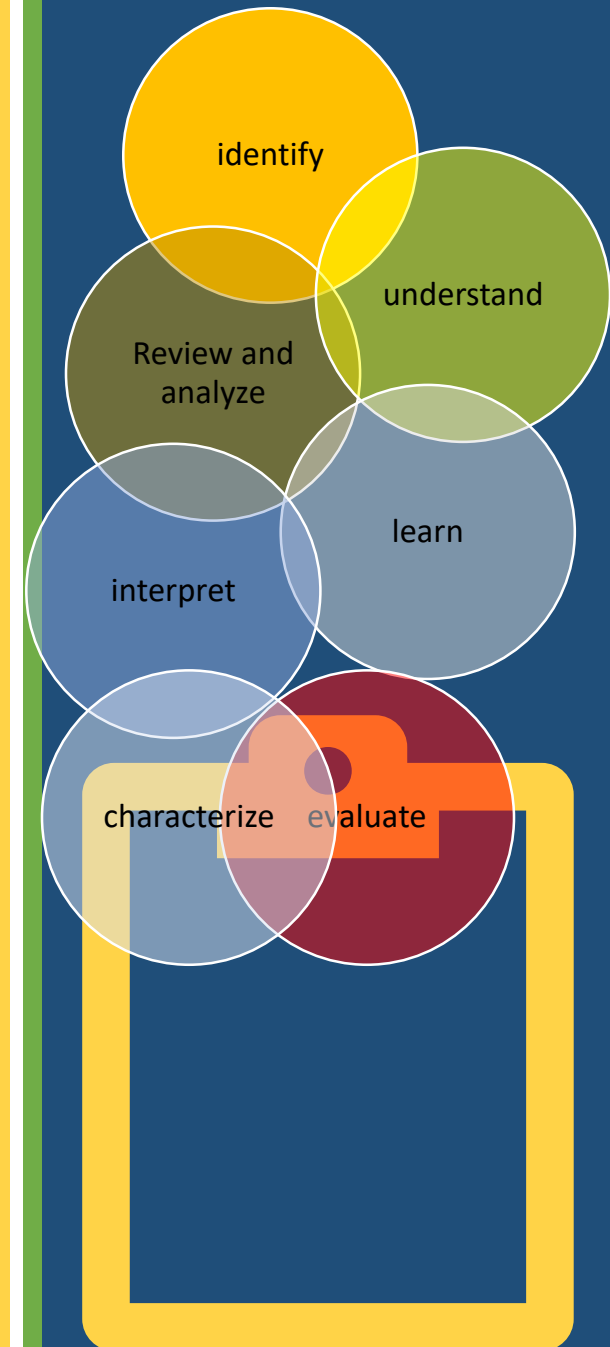 identify
understand
Review and
analyze
learn
interpret
characterize
evaluate